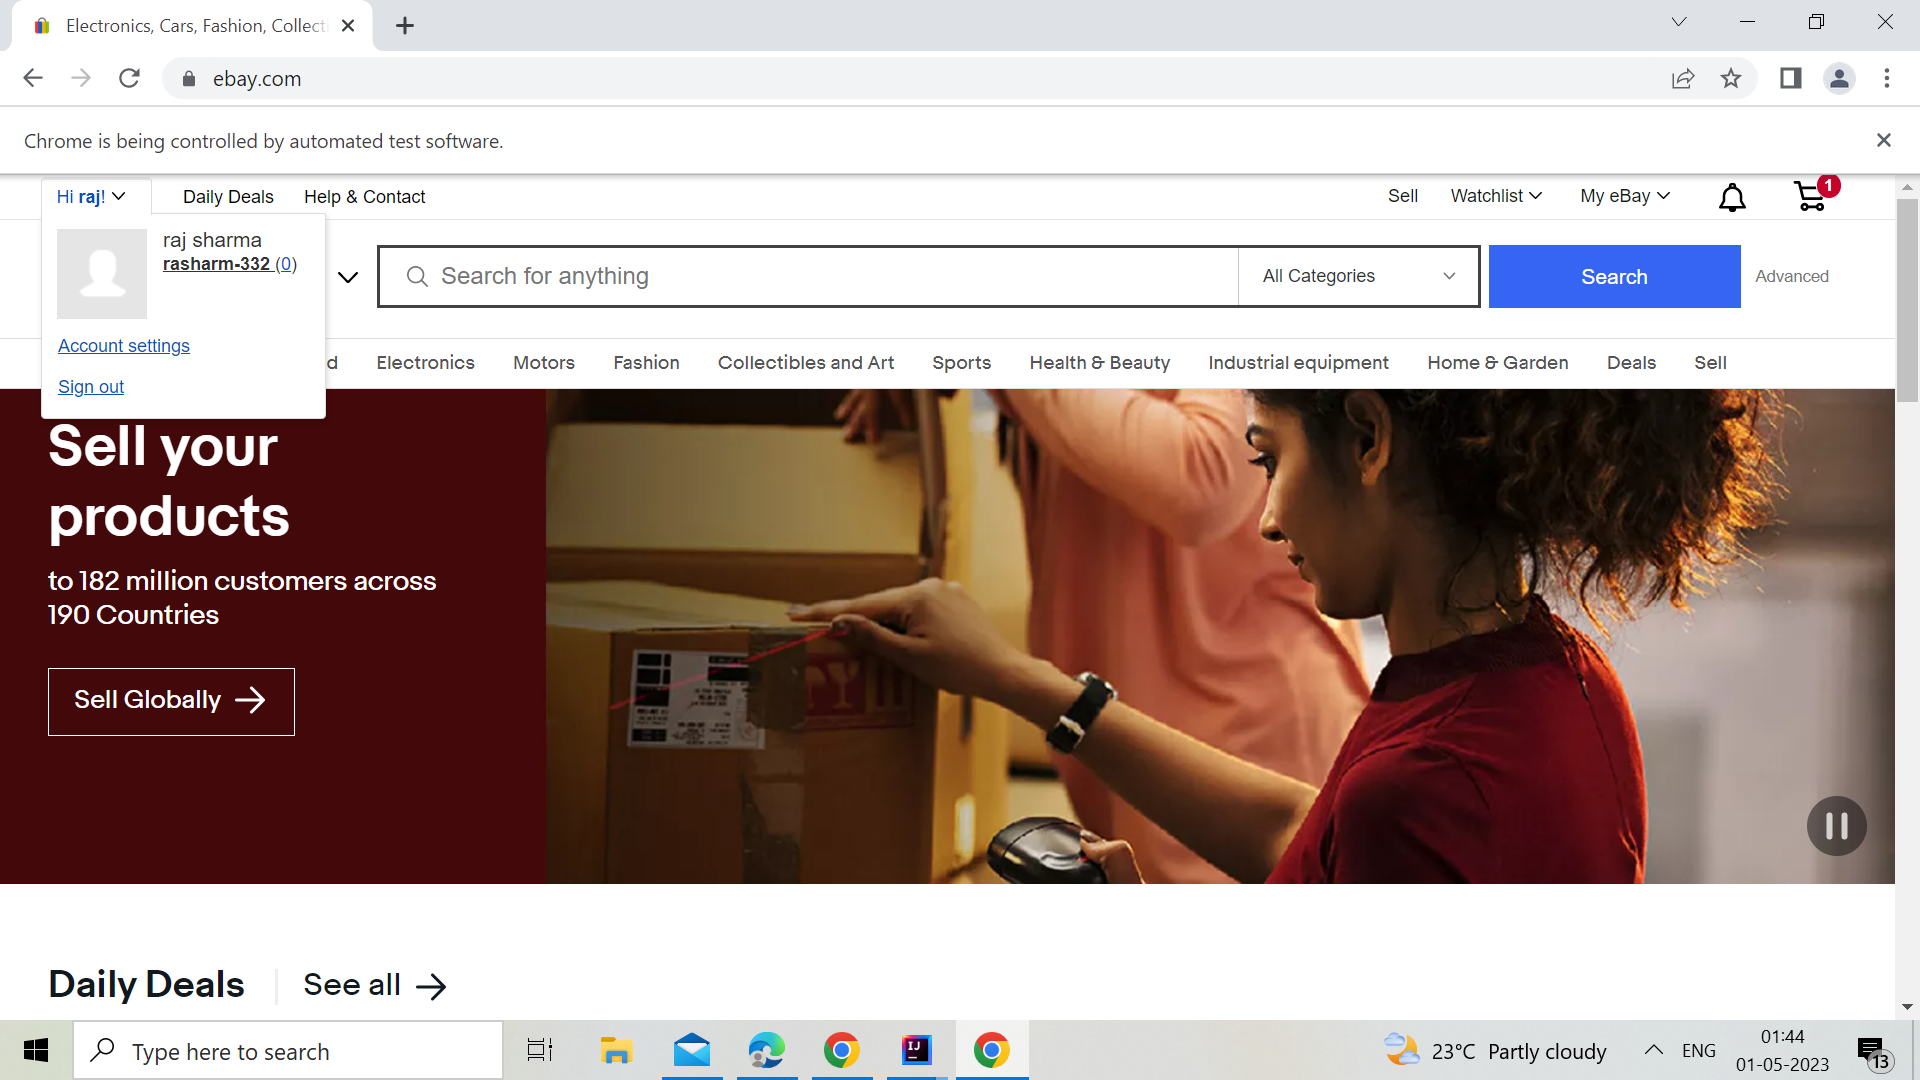 Electronics, Cars, Fashion, Collecti
ebay.com
Chrome is being controlled by automated test software.
Hi raj!
Daily Deals
Help & Contact
Sell
Watchlist
My eBay
1
raj sharma
rasharm-332 (0)
Account settings
Sign out
Search for anything
All Categories
Search
Advanced
d
Electronics
Motors
Fashion
Collectibles and Art
Sports
Health & Beauty
Industrial equipment
Home & Garden
Deals
Sell
Sell your
products
to 182 million customers across
190 Countries
Sell Globally
Daily Deals
See all
Type here to search
IJ
23°C Partly cloudy
ENG
01:44
01-05-2023
13